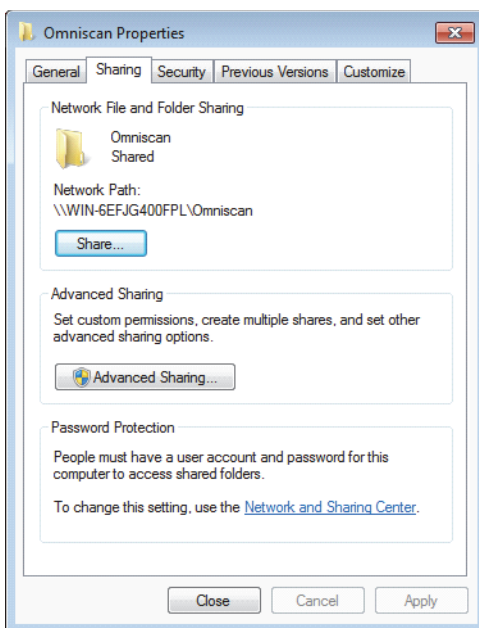 Omniscan Properties
General Sharing Security Previous Versions Customize
Network File and Folder Sharing
Omniscan
Shared
Network Path:
\\WIN-6EFJG400FPL\Omniscan
Share...
Advanced Sharing
Set custom permissions, create multiple shares, and set other
advanced sharing options.
Advanced Sharing...
Password Protection
People must have a user account and password for this
computer to access shared folders.
To change this setting, use the Network and Sharing Center.
Close Cancel Apply